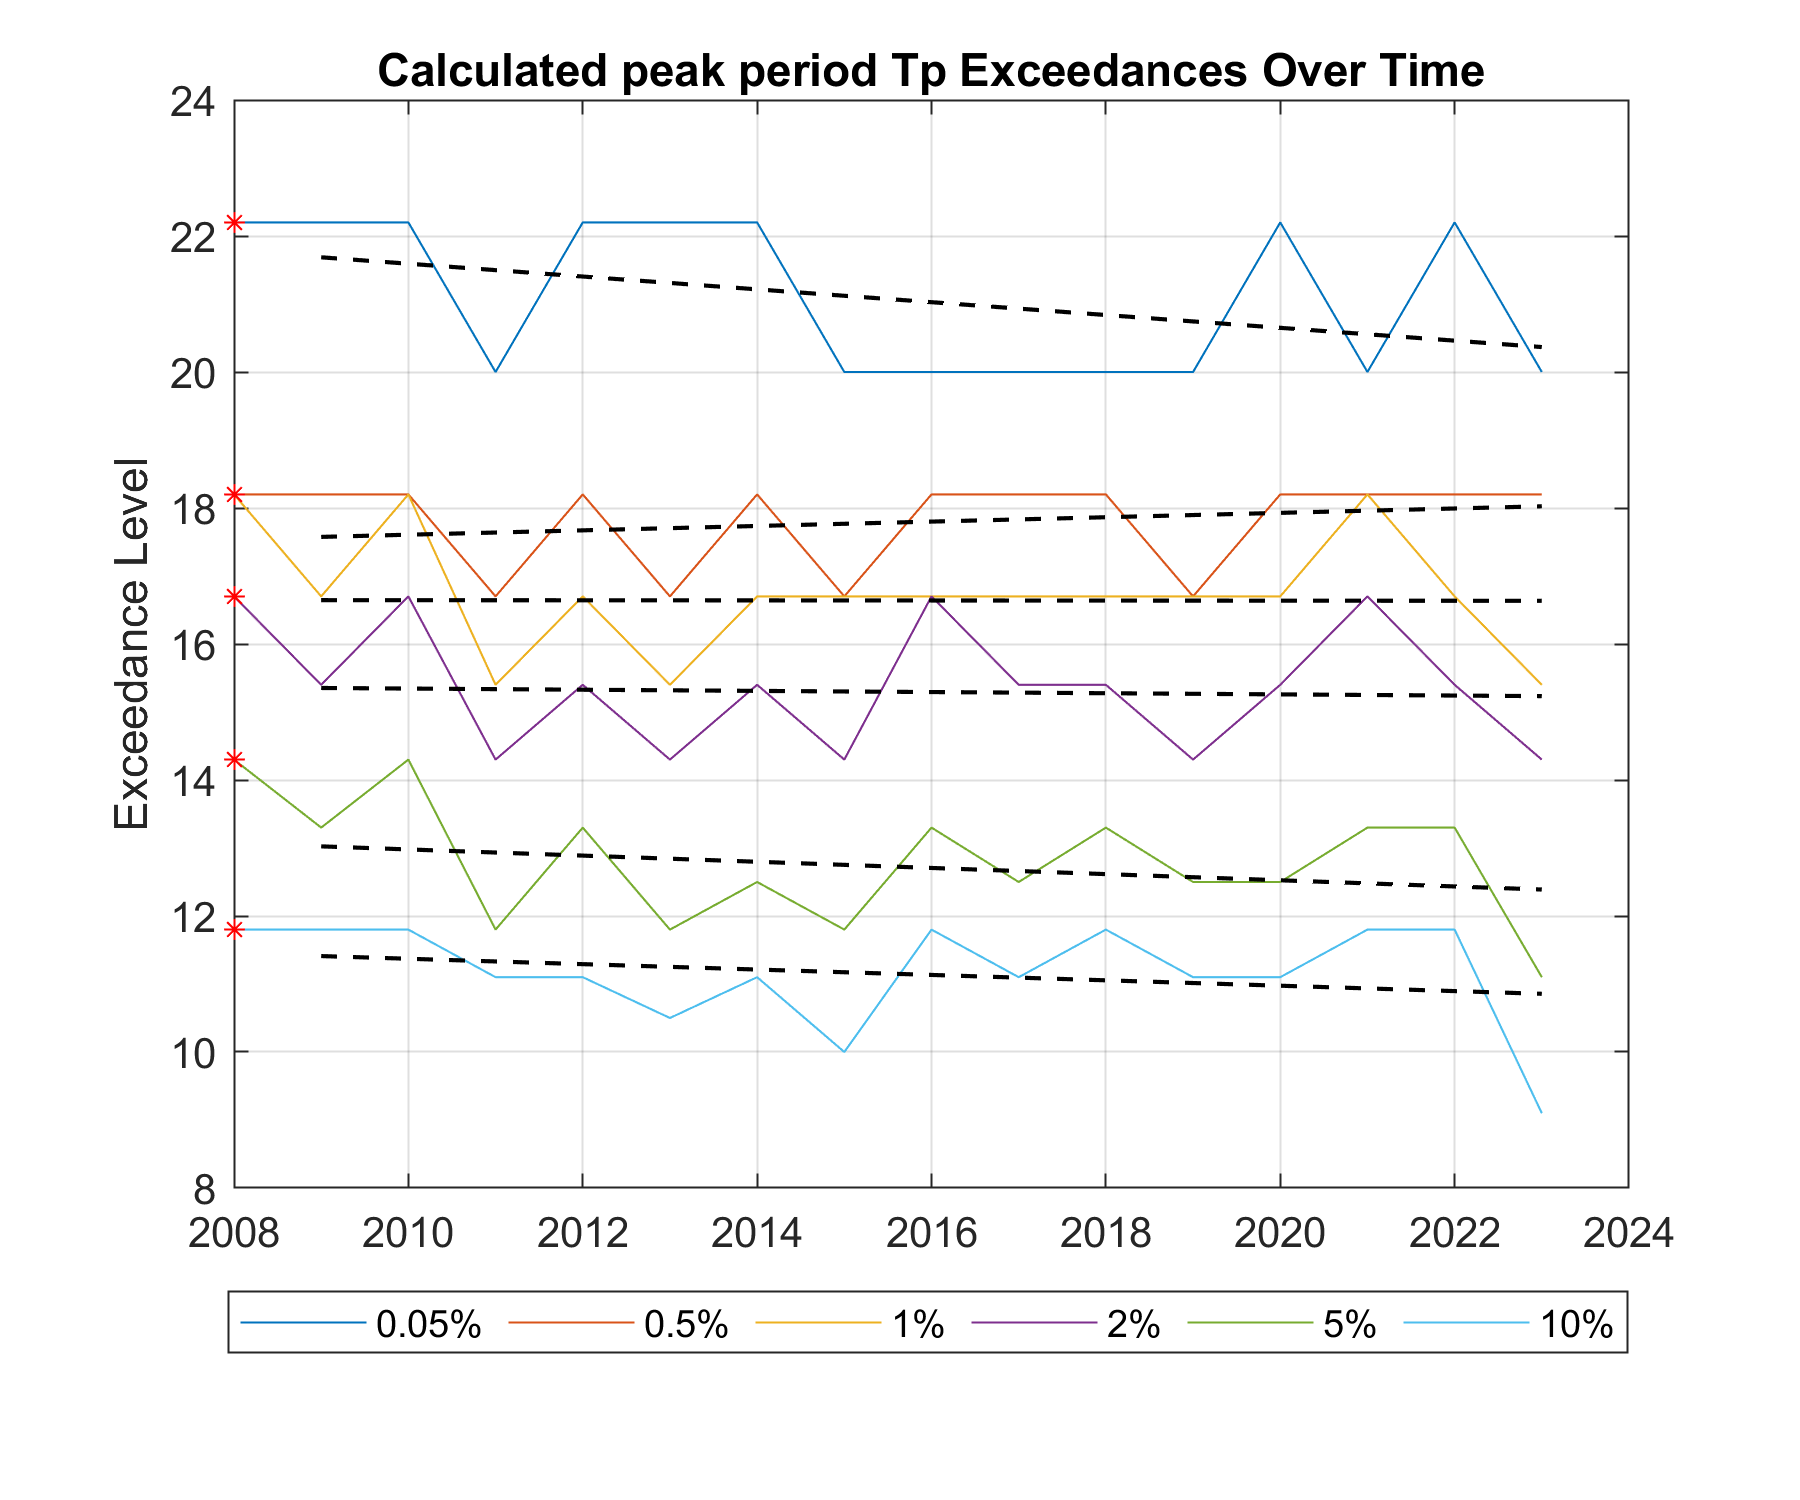 Calculated peak period Tp Exceedances Over Time
24
22
20
18
16
14
12
10
8
Exceedance Level
2008 2010 2012 2014 2016 2018 2020 2022 2024
0.05% 0.5% 1% 2% 5% 10%